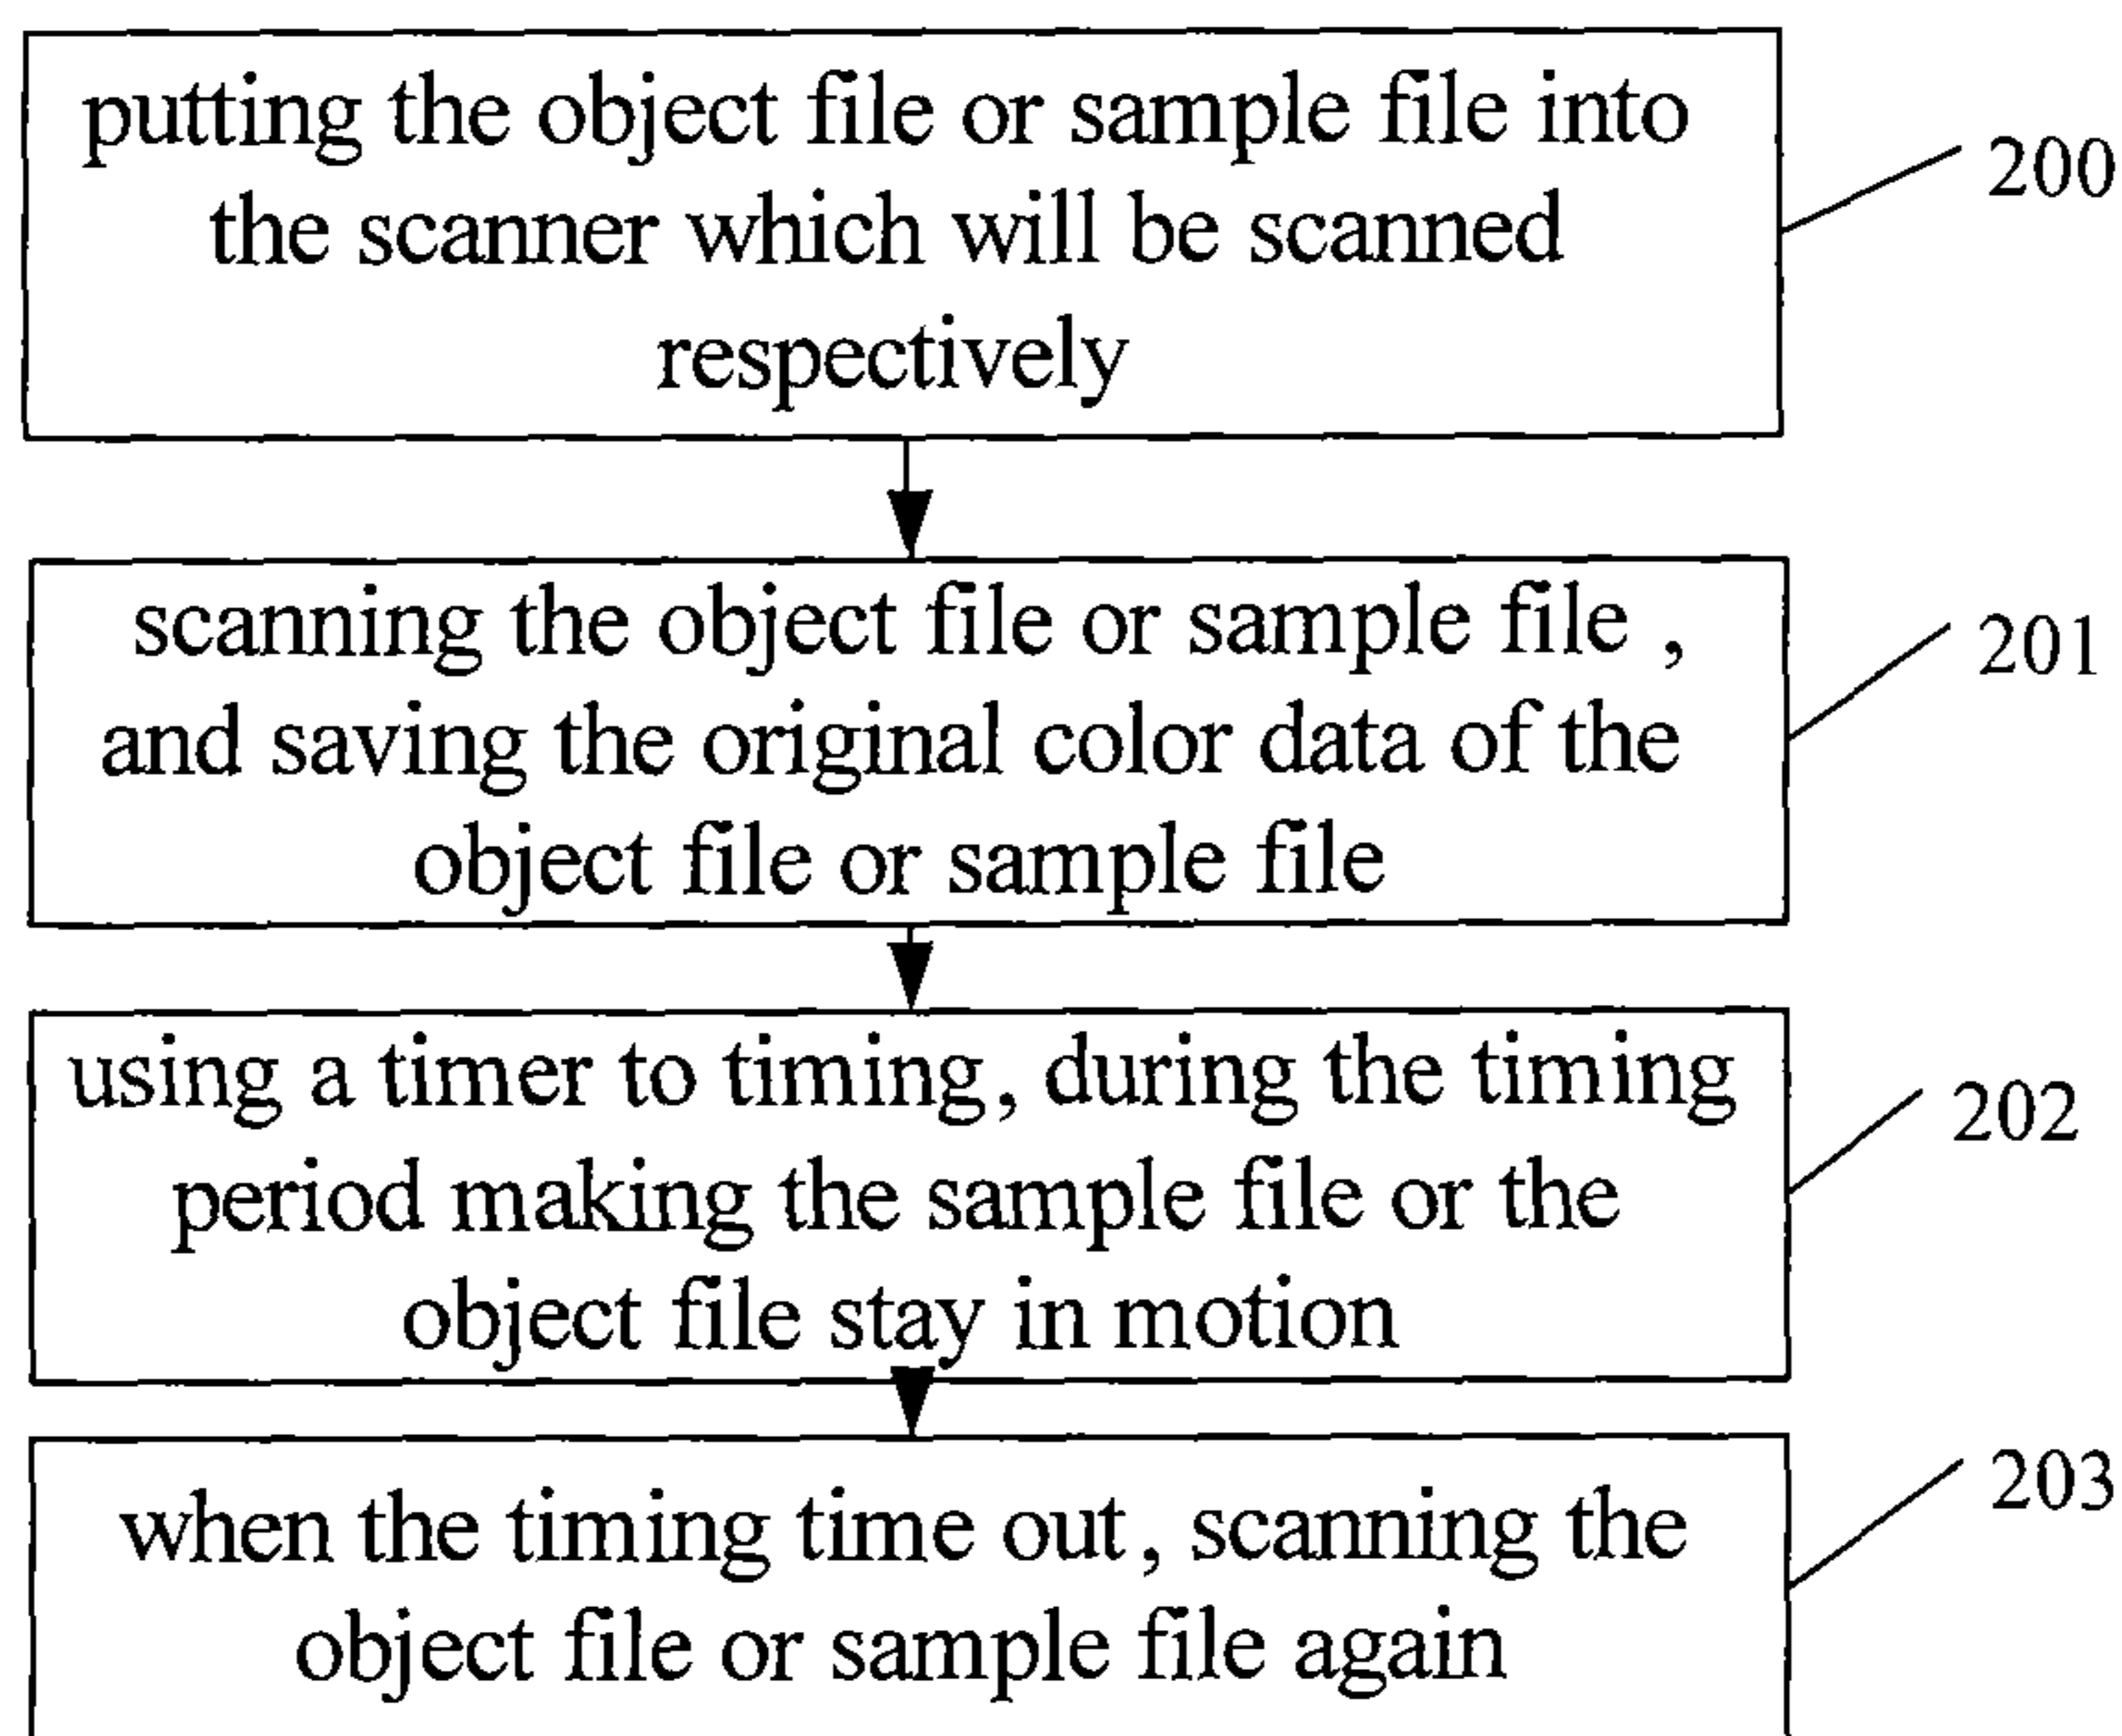 putting the object file or sample file into
the scanner which will be scanned
respectively
200
scanning the object file or sample file ,
and saving the original color data of the
object file or sample file
201
using a timer to timing, during the timing
period making the sample file or the
object file stay in motion
202
when the timing time out, scanning the
object file or sample file again
203